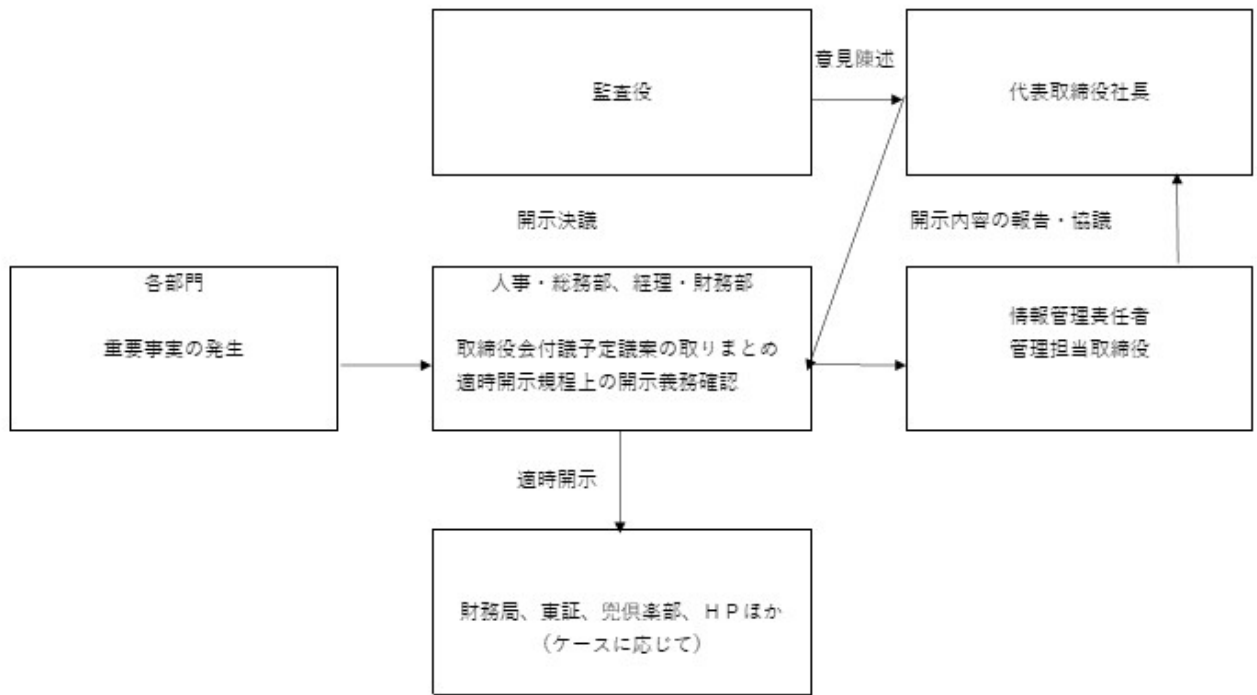 監査役
意見陳述
代表取締役社長
開示決議
開示内容の報告・協議
各部門
重要事実の発生
人事・総務部、経理・財務部
取締役会付議予定議案の取りまとめ
適時開示規程上の開示義務確認
情報管理責任者
管理担当取締役
適時開示
財務局、東証、兜倶楽部、ＨＰほか
（ケースに応じて）